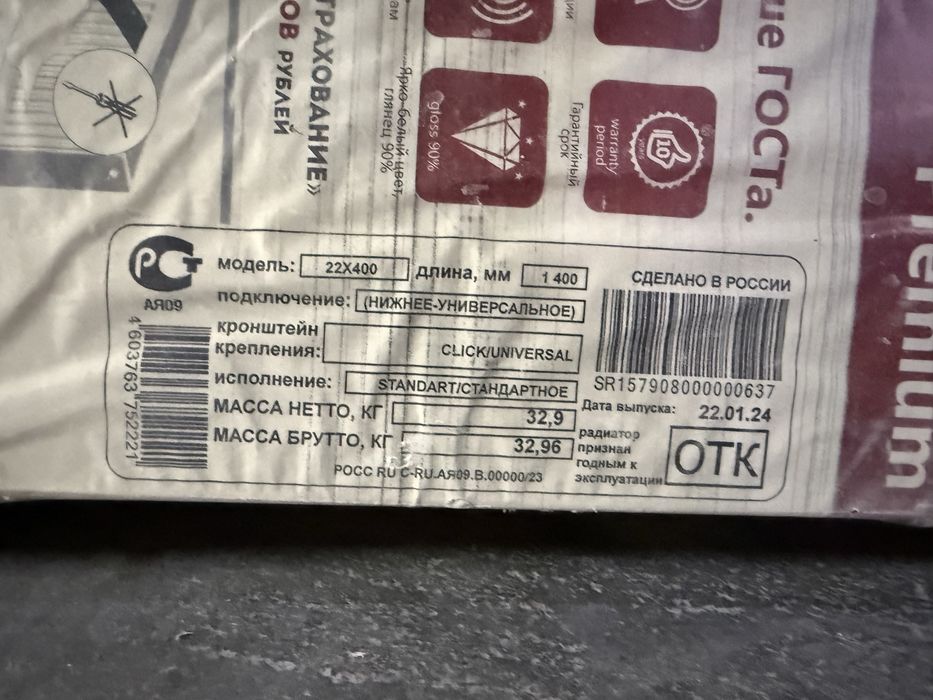 ше ГОСТа.
Premium
warranty
period
10
years
Гарантийный
срок
gloss 90%
Ярко-белый цвет,
глянец 90%
ТРАХОВАНИЕ»
ОВ РУБЛЕЙ
АЯ09
4 603763 752221
модель: 22X400 длина, мм 1 400
подключение: (НИЖНЕЕ-УНИВЕРСАЛЬНОЕ)
кронштейн
крепления: CLICK/UNIVERSAL
исполнение: STANDART/СТАНДАРТНОЕ
МАССА НЕТТО, КГ 32,9
МАССА БРУТТО, КГ 32,96
РОСС RU С-RU.АЯ09.В.00000/23
СДЕЛАНО В РОССИИ
SR157908000000637
Дата выпуска: 22.01.24
радиатор
признан
годным к
эксплуатации
ОТК